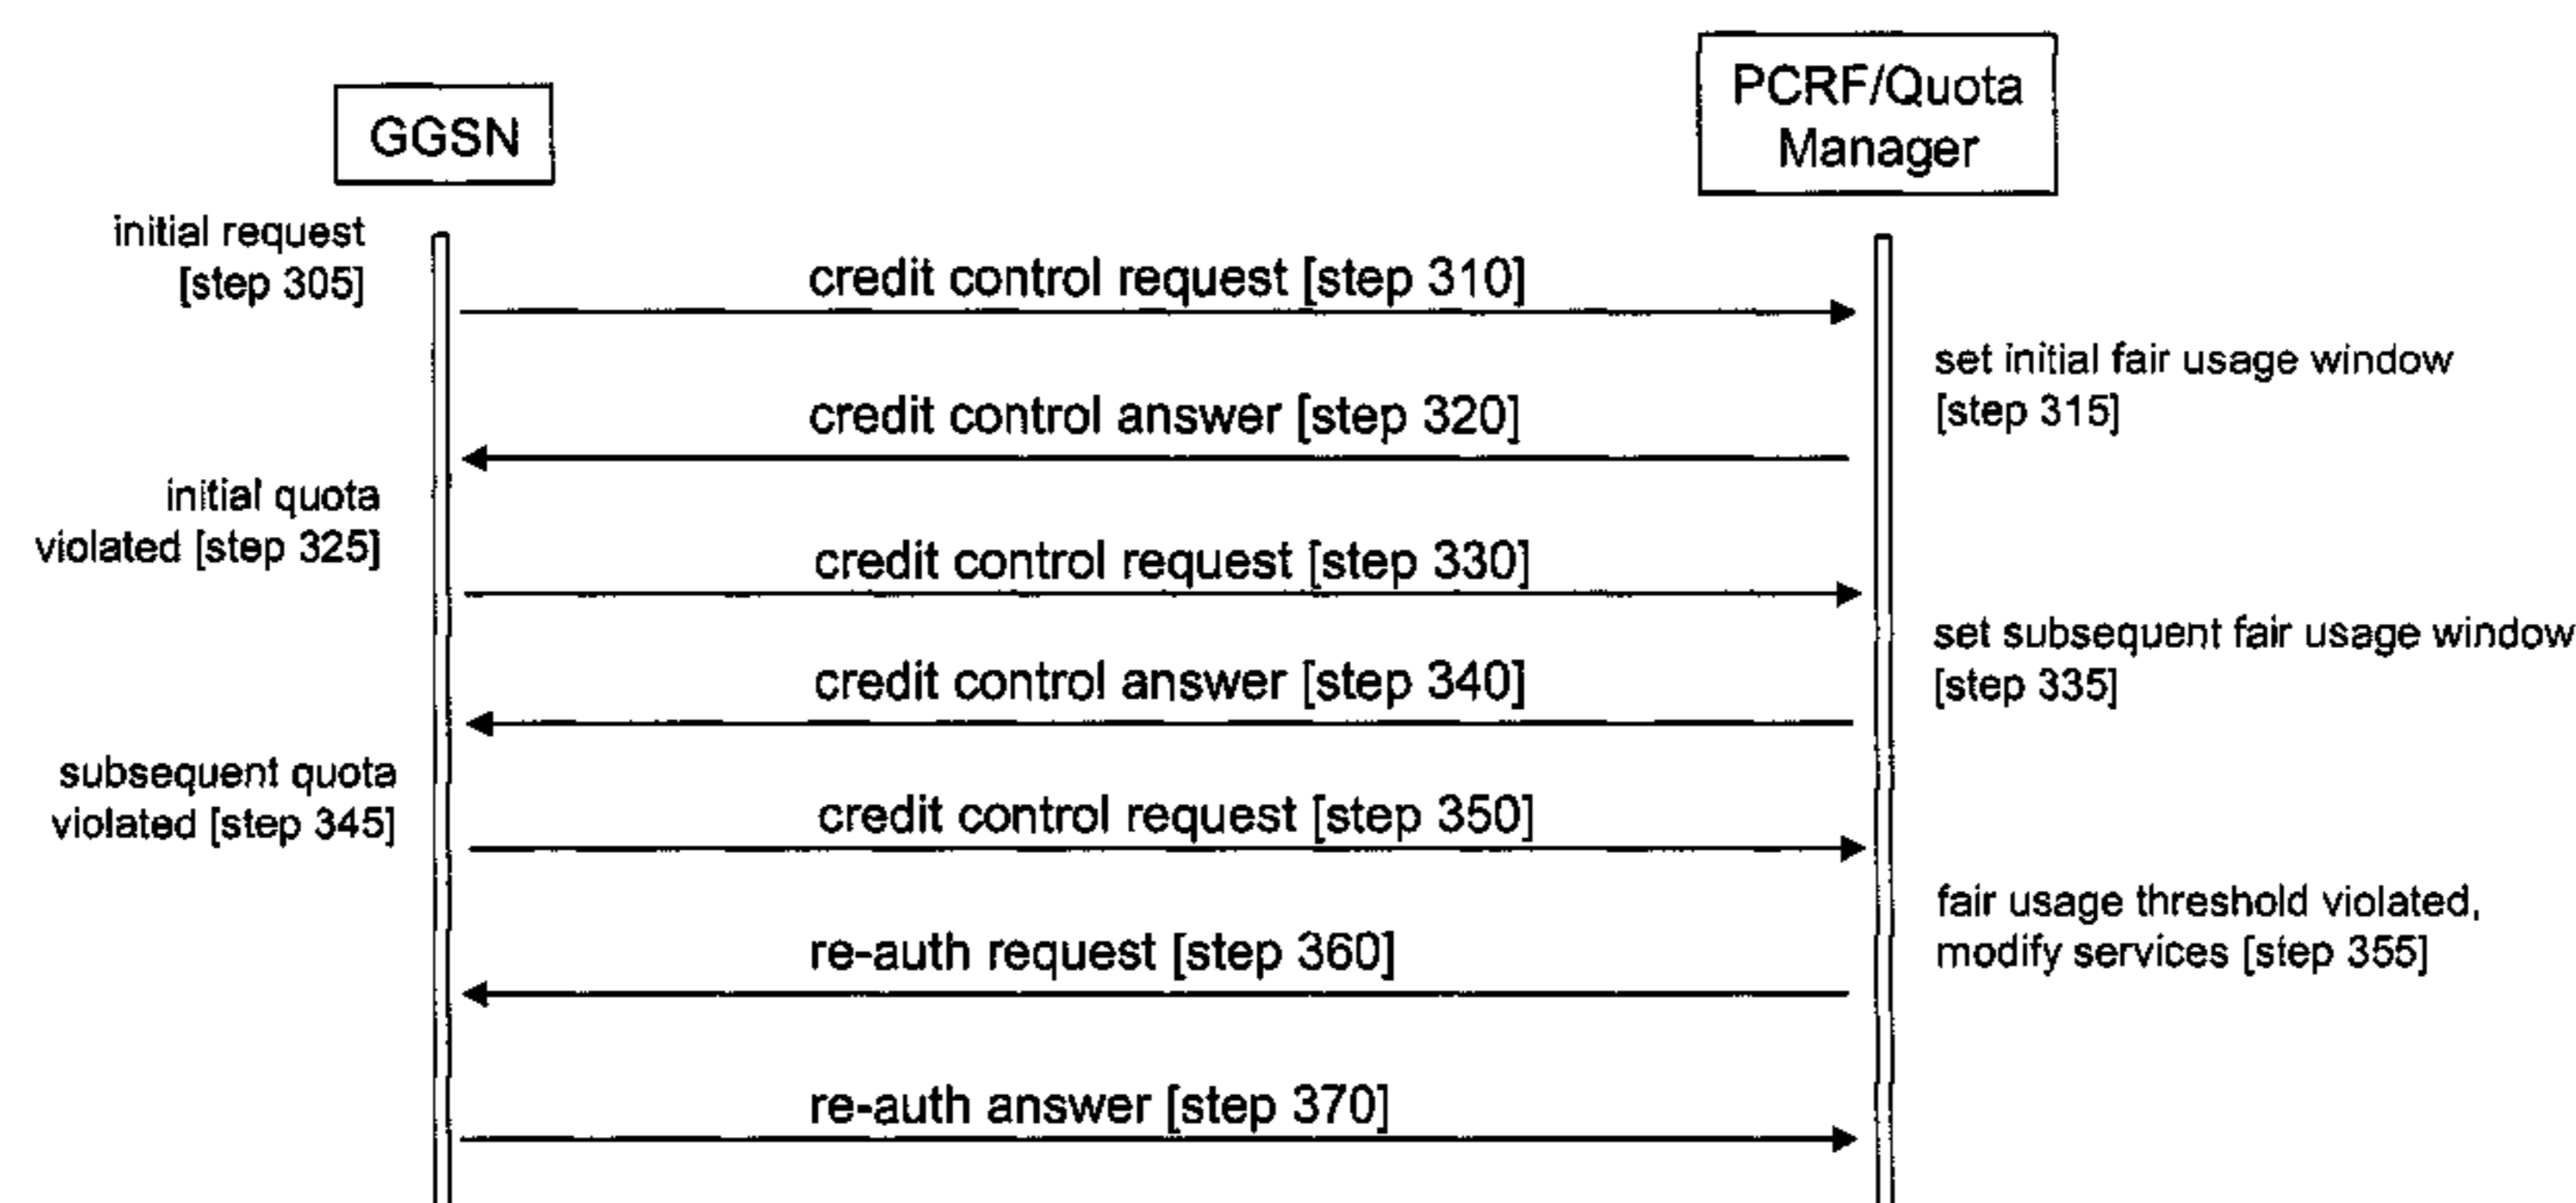 GGSN
PCRF/Quota
Manager
initial request
[step 305]
credit control request [step 310]
set initial fair usage window
[step 315]
credit control answer [step 320]
initial quota
violated [step 325]
credit control request [step 330]
set subsequent fair usage window
[step 335]
credit control answer [step 340]
subsequent quota
violated [step 345]
credit control request [step 350]
fair usage threshold violated,
modify services [step 355]
re-auth request [step 360]
re-auth answer [step 370]